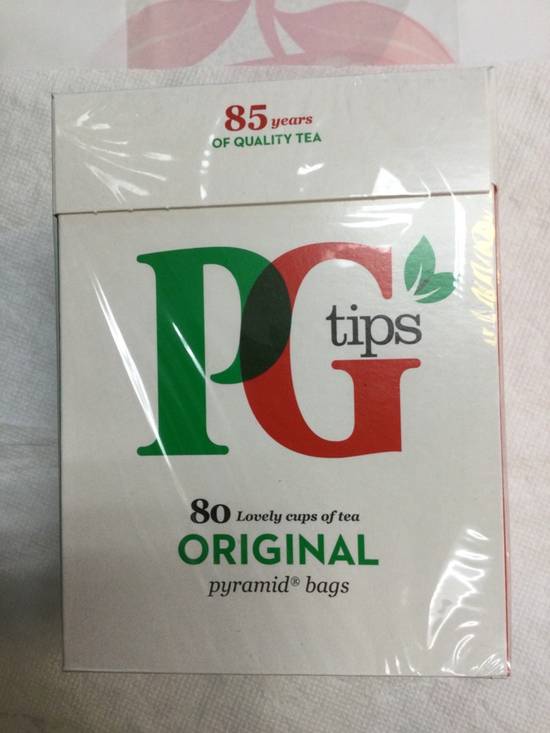 85 years
OF QUALITY TEA
PG
tips
80 Lovely cups of tea
ORIGINAL
pyramid® bags